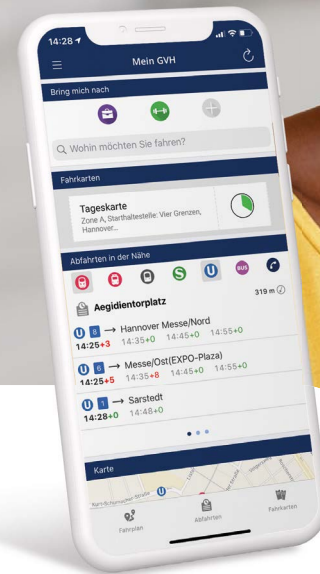 14:28
Mein GVH
Bring mich nach
Wohin möchten Sie fahren?
Fahrkarten
Tageskarte
Zone A, Starthaltestelle: Vier Grenzen,
Hannover...
Abfahrten in der Nähe
S U BUS
Aegidientorplatz 319 m
U 8 → Hannover Messe/Nord
14:25+3 14:35+0 14:45+0 14:55+0
U 6 → Messe/Ost(EXPO-Plaza)
14:25+5 14:35+8 14:45+0 14:55+0
U 1 → Sarstedt
14:28+0 14:48+0
Karte
U
Fahrplan Abfahrten Fahrkarten